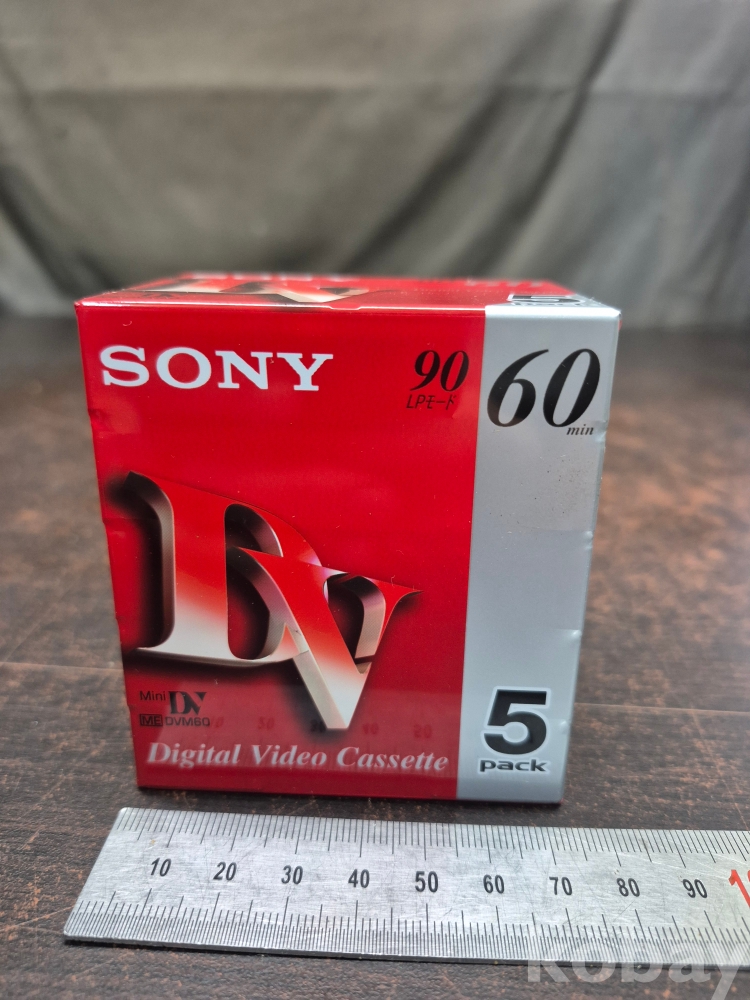 SONY
90
LPモード
60
min
DV
Mini DV
ME DVM60
5
pack
Digital Video Cassette
10 20 30 40 50 60 70 80 90
kobay